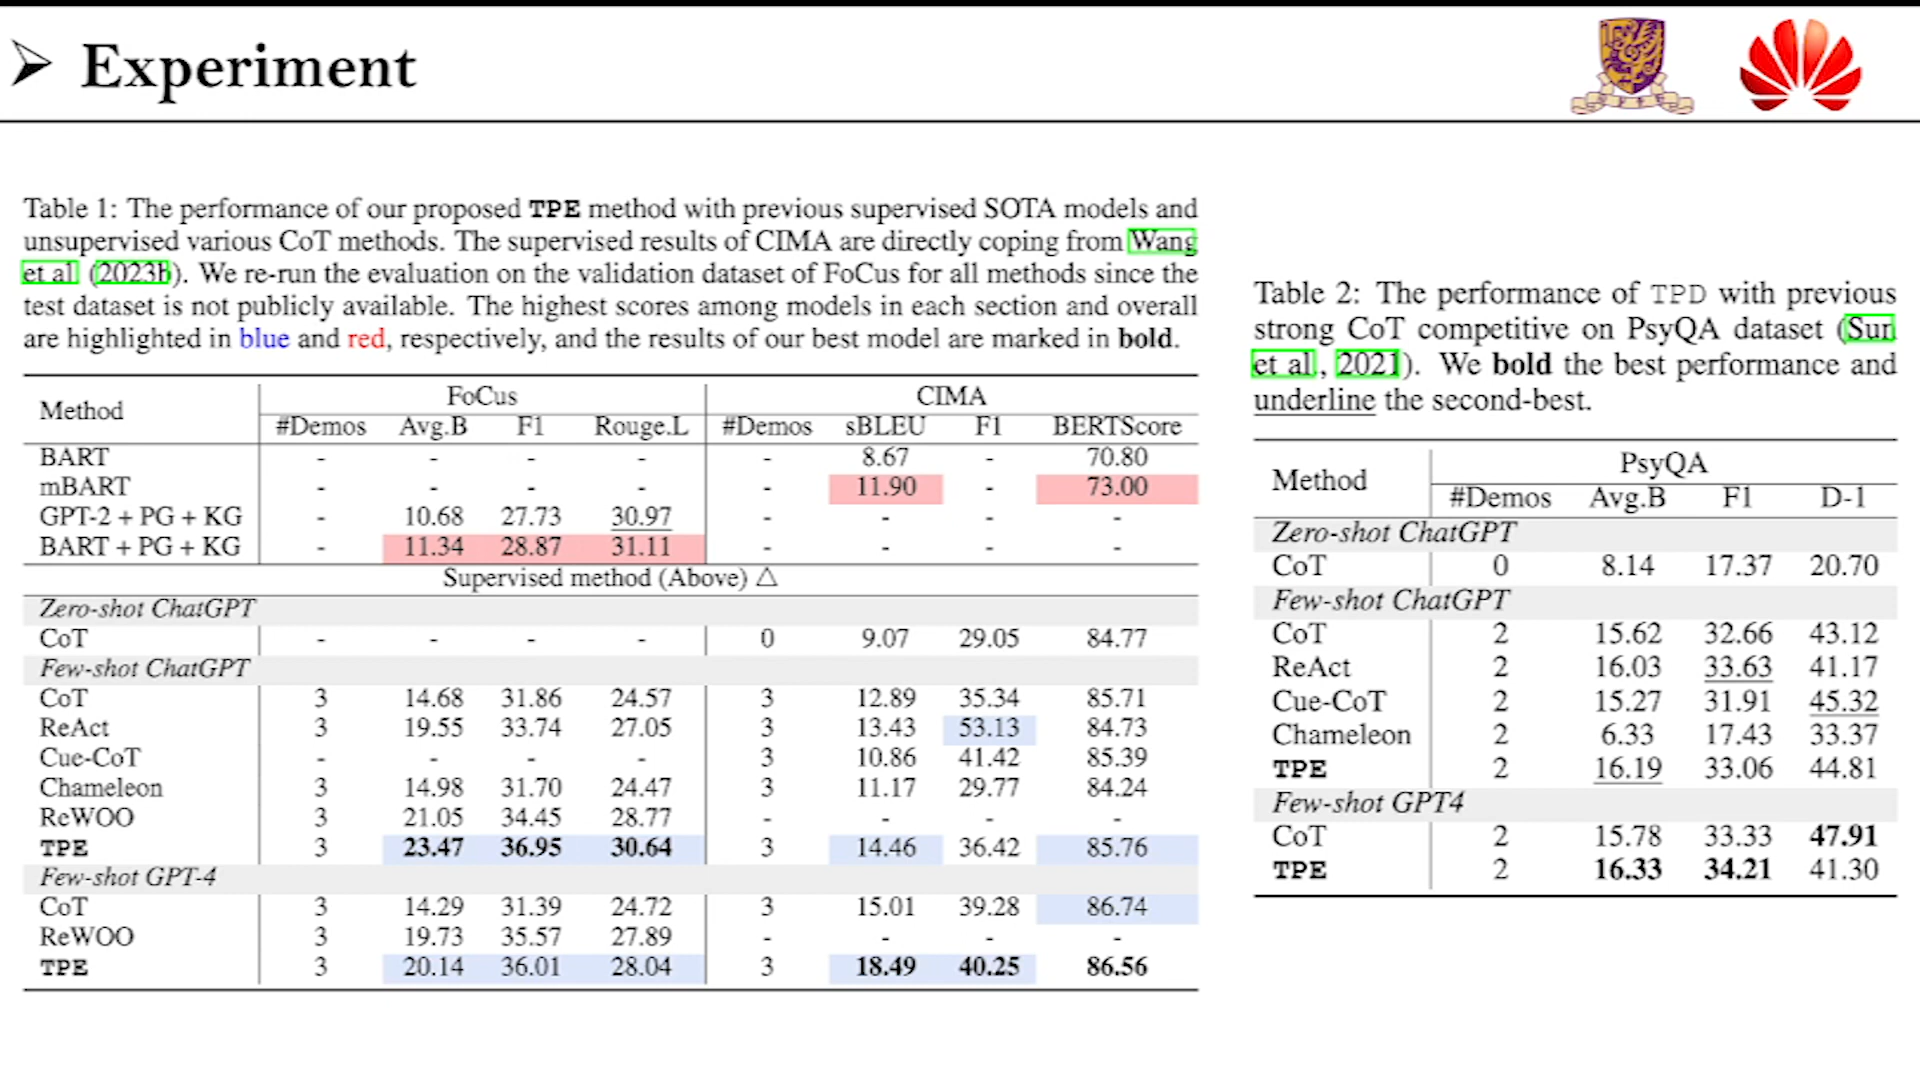 Experiment
Table 1: The performance of our proposed TPE method with previous supervised SOTA models and
unsupervised various CoT methods. The supervised results of CIMA are directly coping from Wang
et al. (2023b). We re-run the evaluation on the validation dataset of FoCus for all methods since the
test dataset is not publicly available. The highest scores among models in each section and overall
are highlighted in blue and red, respectively, and the results of our best model are marked in bold.
Method FoCus CIMA
#Demos Avg.B F1 Rouge.L #Demos sBLEU F1 BERTScore
BART - - - - - 8.67 - 70.80
mBART - - - - - 11.90 - 73.00
GPT-2 + PG + KG - 10.68 27.73 30.97 - - - -
BART + PG + KG - 11.34 28.87 31.11 - - - -
Supervised method (Above) △
Zero-shot ChatGPT
CoT - - - - 0 9.07 29.05 84.77
Few-shot ChatGPT
CoT 3 14.68 31.86 24.57 3 12.89 35.34 85.71
ReAct 3 19.55 33.74 27.05 3 13.43 53.13 84.73
Cue-CoT - - - - 3 10.86 41.42 85.39
Chameleon 3 14.98 31.70 24.47 3 11.17 29.77 84.24
ReWOO 3 21.05 34.45 28.77 - - - -
TPE 3 23.47 36.95 30.64 3 14.46 36.42 85.76
Few-shot GPT-4
CoT 3 14.29 31.39 24.72 3 15.01 39.28 86.74
ReWOO 3 19.73 35.57 27.89 - - - -
TPE 3 20.14 36.01 28.04 3 18.49 40.25 86.56
Table 2: The performance of TPD with previous
strong CoT competitive on PsyQA dataset (Sun
et al., 2021). We bold the best performance and
underline the second-best.
Method PsyQA
#Demos Avg.B F1 D-1
Zero-shot ChatGPT
CoT 0 8.14 17.37 20.70
Few-shot ChatGPT
CoT 2 15.62 32.66 43.12
ReAct 2 16.03 33.63 41.17
Cue-CoT 2 15.27 31.91 45.32
Chameleon 2 6.33 17.43 33.37
TPE 2 16.19 33.06 44.81
Few-shot GPT4
CoT 2 15.78 33.33 47.91
TPE 2 16.33 34.21 41.30